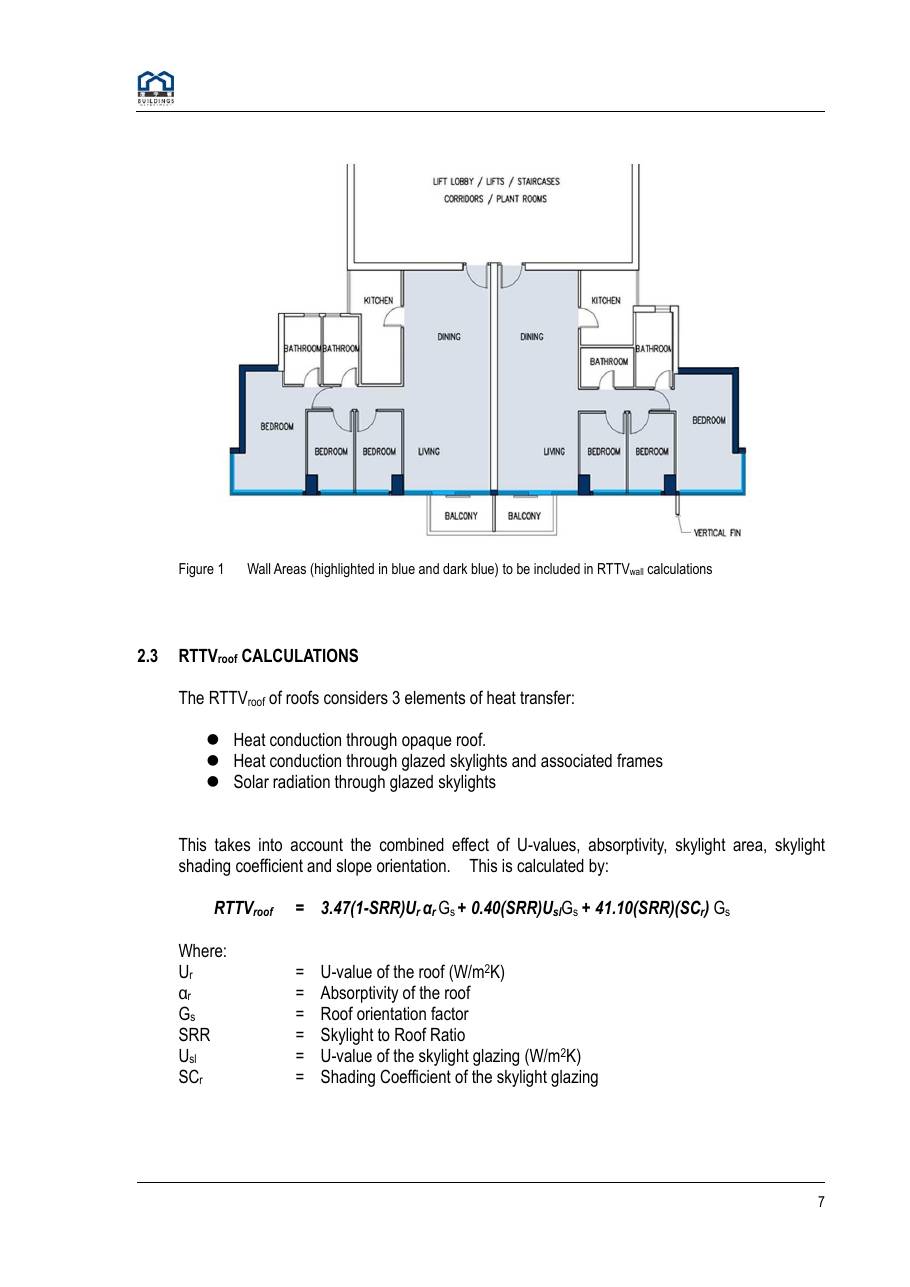 BUILDINGS
LIFT LOBBY / LIFTS / STAIRCASES
CORRIDORS / PLANT ROOMS
KITCHEN
KITCHEN
DINING
DINING
BATHROOM
BATHROOM
BATHROOM
BATHROOM
BEDROOM
BEDROOM
BEDROOM
BEDROOM
LIVING
LIVING
BEDROOM
BEDROOM
BALCONY
BALCONY
VERTICAL FIN
Figure 1 Wall Areas (highlighted in blue and dark blue) to be included in RTTVwall calculations
2.3 RTTVroof CALCULATIONS
The RTTVroof of roofs considers 3 elements of heat transfer:
● Heat conduction through opaque roof.
● Heat conduction through glazed skylights and associated frames
● Solar radiation through glazed skylights
This takes into account the combined effect of U-values, absorptivity, skylight area, skylight
shading coefficient and slope orientation. This is calculated by:
RTTVroof = 3.47(1-SRR)Ur αr Gs + 0.40(SRR)UslGs + 41.10(SRR)(SCr) Gs
Where:
Ur = U-value of the roof (W/m2K)
αr = Absorptivity of the roof
Gs = Roof orientation factor
SRR = Skylight to Roof Ratio
Usl = U-value of the skylight glazing (W/m2K)
SCr = Shading Coefficient of the skylight glazing
7